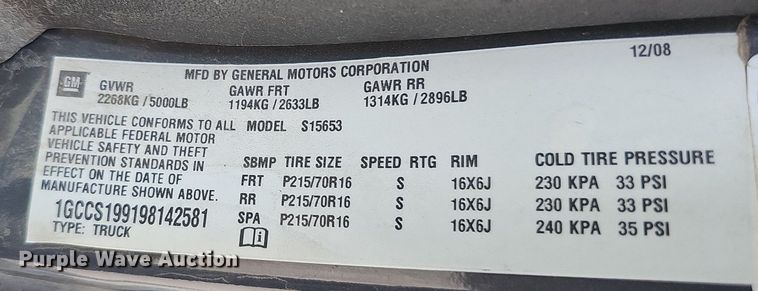 12/08
MFD BY GENERAL MOTORS CORPORATION
GM
GVWR GAWR FRT GAWR RR
2268KG / 5000LB 1194KG / 2633LB 1314KG / 2896LB
THIS VEHICLE CONFORMS TO ALL MODEL S15653
APPLICABLE FEDERAL MOTOR
VEHICLE SAFETY AND THEFT
PREVENTION STANDARDS IN SBMP TIRE SIZE SPEED RTG RIM COLD TIRE PRESSURE
EFFECT ON THE DATE OF FRT P215/70R16 S 16X6J 230 KPA 33 PSI
MANUFACTURE SHOWN ABOVE. RR P215/70R16 S 16X6J 230 KPA 33 PSI
1GCCS199198142581 SPA P215/70R16 S 16X6J 240 KPA 35 PSI
TYPE: TRUCK
Purple Wave Auction